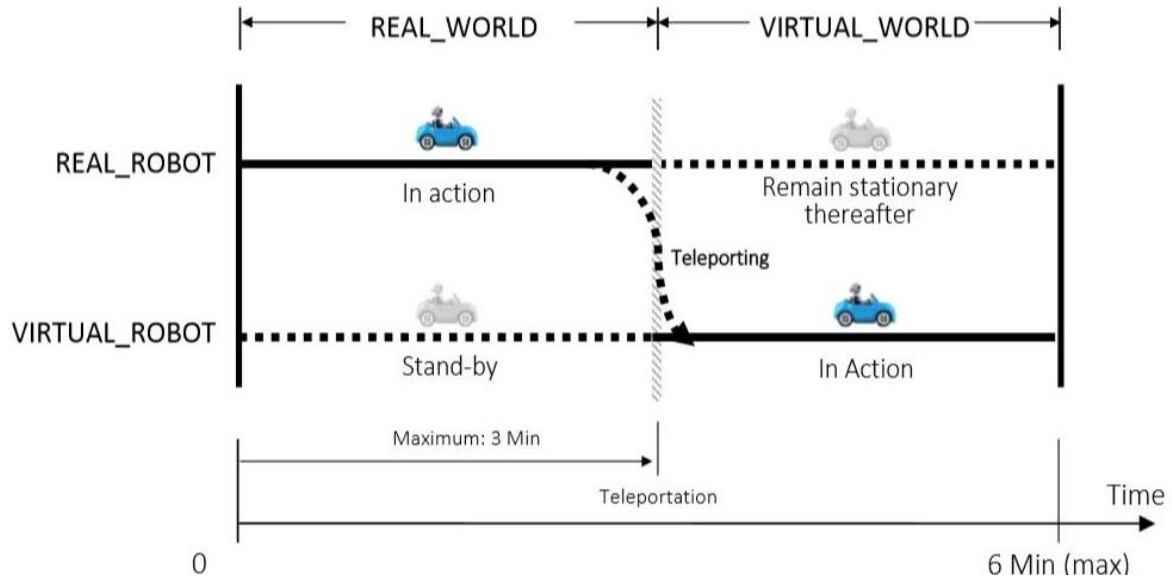 REAL_WORLD
VIRTUAL_WORLD
REAL_ROBOT
In action
Remain stationary
thereafter
Teleporting
VIRTUAL_ROBOT
Stand-by
In Action
Maximum: 3 Min
Teleportation
Time
0
6 Min (max)